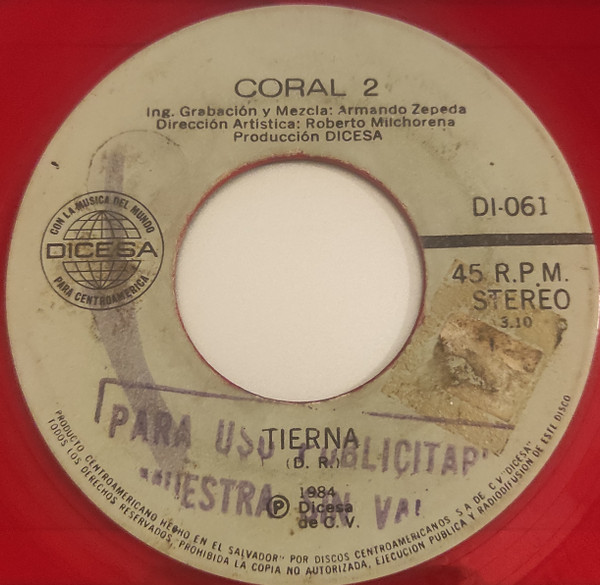 CORAL 2
Ing. Grabación y Mezcla: Armando Zepeda
Dirección Artística: Roberto Milchorena
Producción DICESA
DI-061
CON LA MUSICA DEL MUNDO
DICESA
PARA CENTROAMERICA
45 R.P.M.
STEREO
3.10
PARA USO PUBLICITAR
MUESTRA SIN VAL
TIERNA
(D. R.)
1984
Ⓟ Dicesa
de C.V.
PRODUCTO CENTROAMERICANO HECHO EN EL SALVADOR" POR DISCOS CENTROAMERICANOS S.A. DE C.V "DICESA"
TODOS LOS DERECHOS RESERVADOS, PROHIBIDA LA COPIA NO AUTORIZADA, EJECUCION PUBLICA Y RADIODIFUSION DE ESTE DISCO